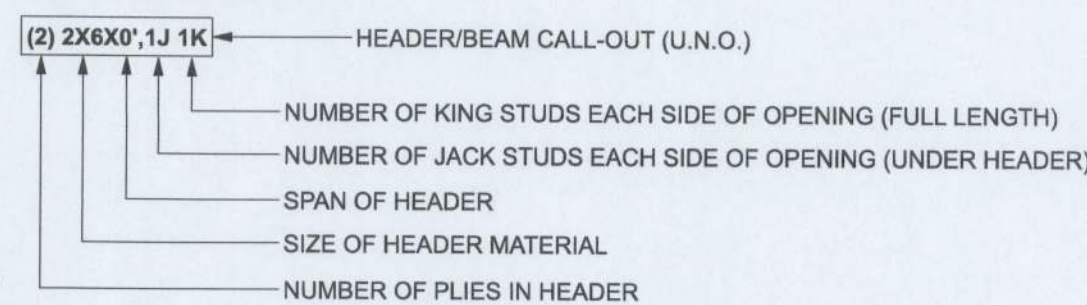 (2) 2X6X0',1J 1K
HEADER/BEAM CALL-OUT (U.N.O.)
NUMBER OF KING STUDS EACH SIDE OF OPENING (FULL LENGTH)
NUMBER OF JACK STUDS EACH SIDE OF OPENING (UNDER HEADER)
SPAN OF HEADER
SIZE OF HEADER MATERIAL
NUMBER OF PLIES IN HEADER